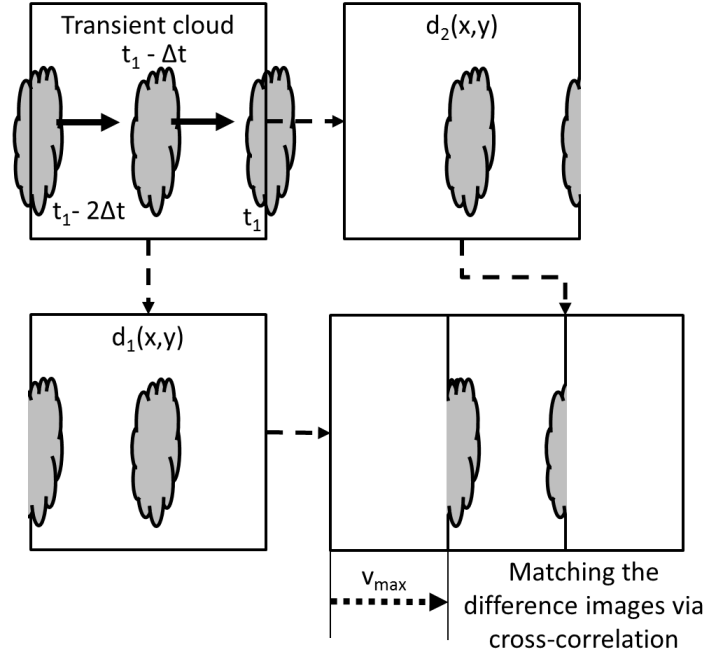 Transient cloud
t₁ - Δt
d₂(x,y)
t₁- 2Δt
t₁
d₁(x,y)
vₘₐₓ
Matching the
difference images via
cross-correlation